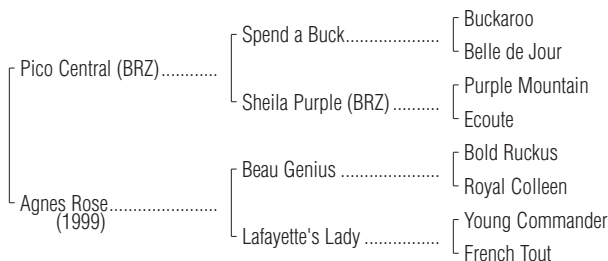 Buckaroo
Spend a Buck....................
Belle de Jour
Pico Central (BRZ)............
Purple Mountain
Sheila Purple (BRZ) ..........
Ecoute
Bold Ruckus
Beau Genius .....................
Royal Colleen
Agnes Rose.......................
(1999)
Young Commander
Lafayette's Lady ................
French Tout